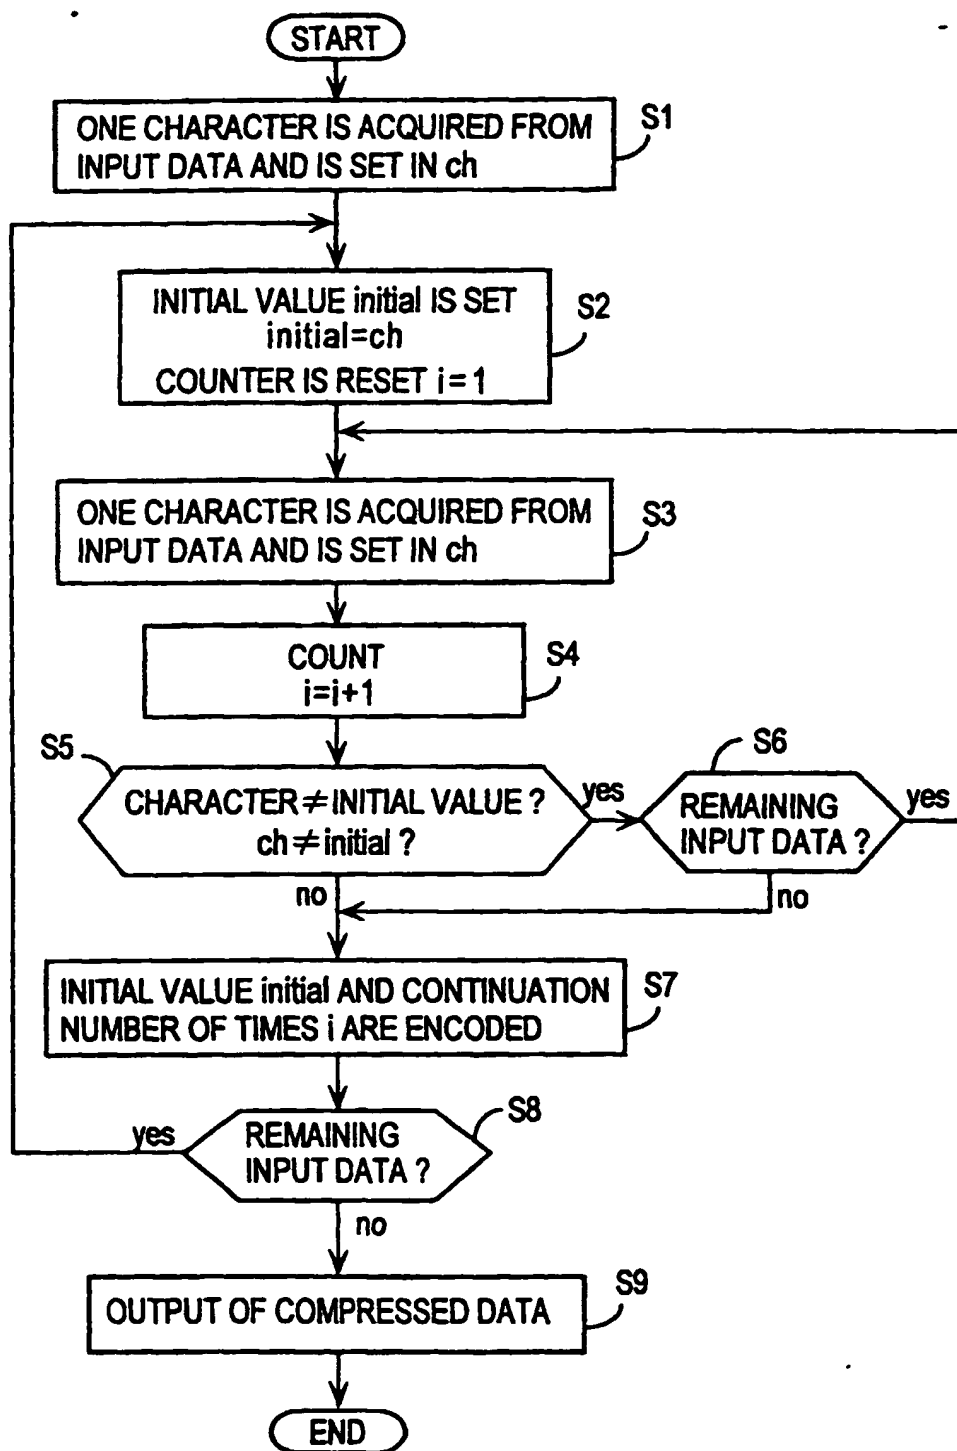 START
ONE CHARACTER IS ACQUIRED FROM
INPUT DATA AND IS SET IN ch
S1
INITIAL VALUE initial IS SET
initial=ch
COUNTER IS RESET i=1
S2
ONE CHARACTER IS ACQUIRED FROM
INPUT DATA AND IS SET IN ch
S3
COUNT
i=i+1
S4
S5
CHARACTER≠INITIAL VALUE ?
ch≠initial ?
yes
no
S6
REMAINING
INPUT DATA ?
yes
no
INITIAL VALUE initial AND CONTINUATION
NUMBER OF TIMES i ARE ENCODED
S7
REMAINING
INPUT DATA ?
S8
yes
no
OUTPUT OF COMPRESSED DATA
S9
END